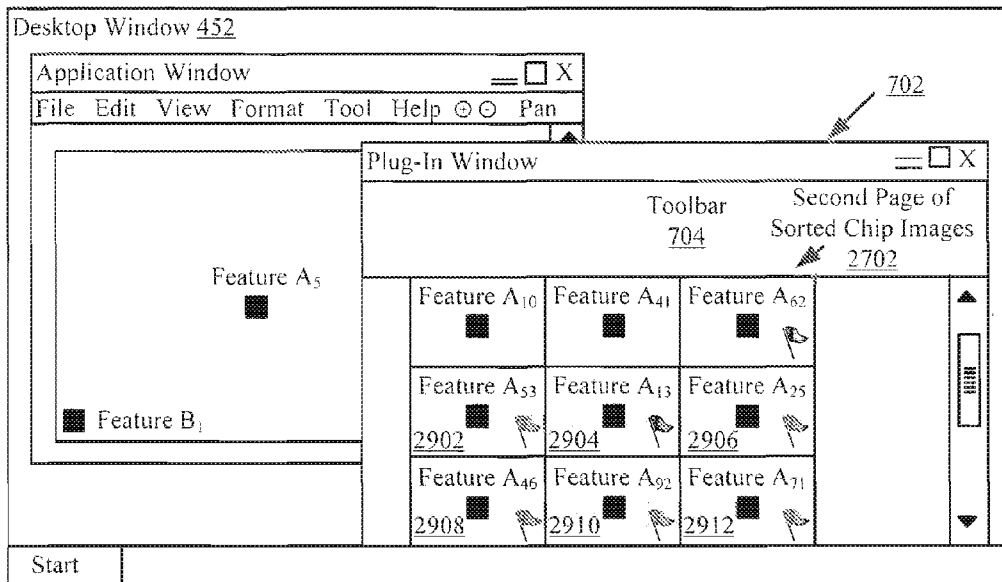 Desktop Window 452
Application Window X
File Edit View Format Tool Help Pan
702
Plug-In Window X
Toolbar
704
Second Page of
Sorted Chip Images
2702
Feature A5
Feature B1
Feature A10 Feature A41 Feature A62
Feature A53 Feature A13 Feature A25
2902 2904 2906
Feature A46 Feature A92 Feature A71
2908 2910 2912
Start